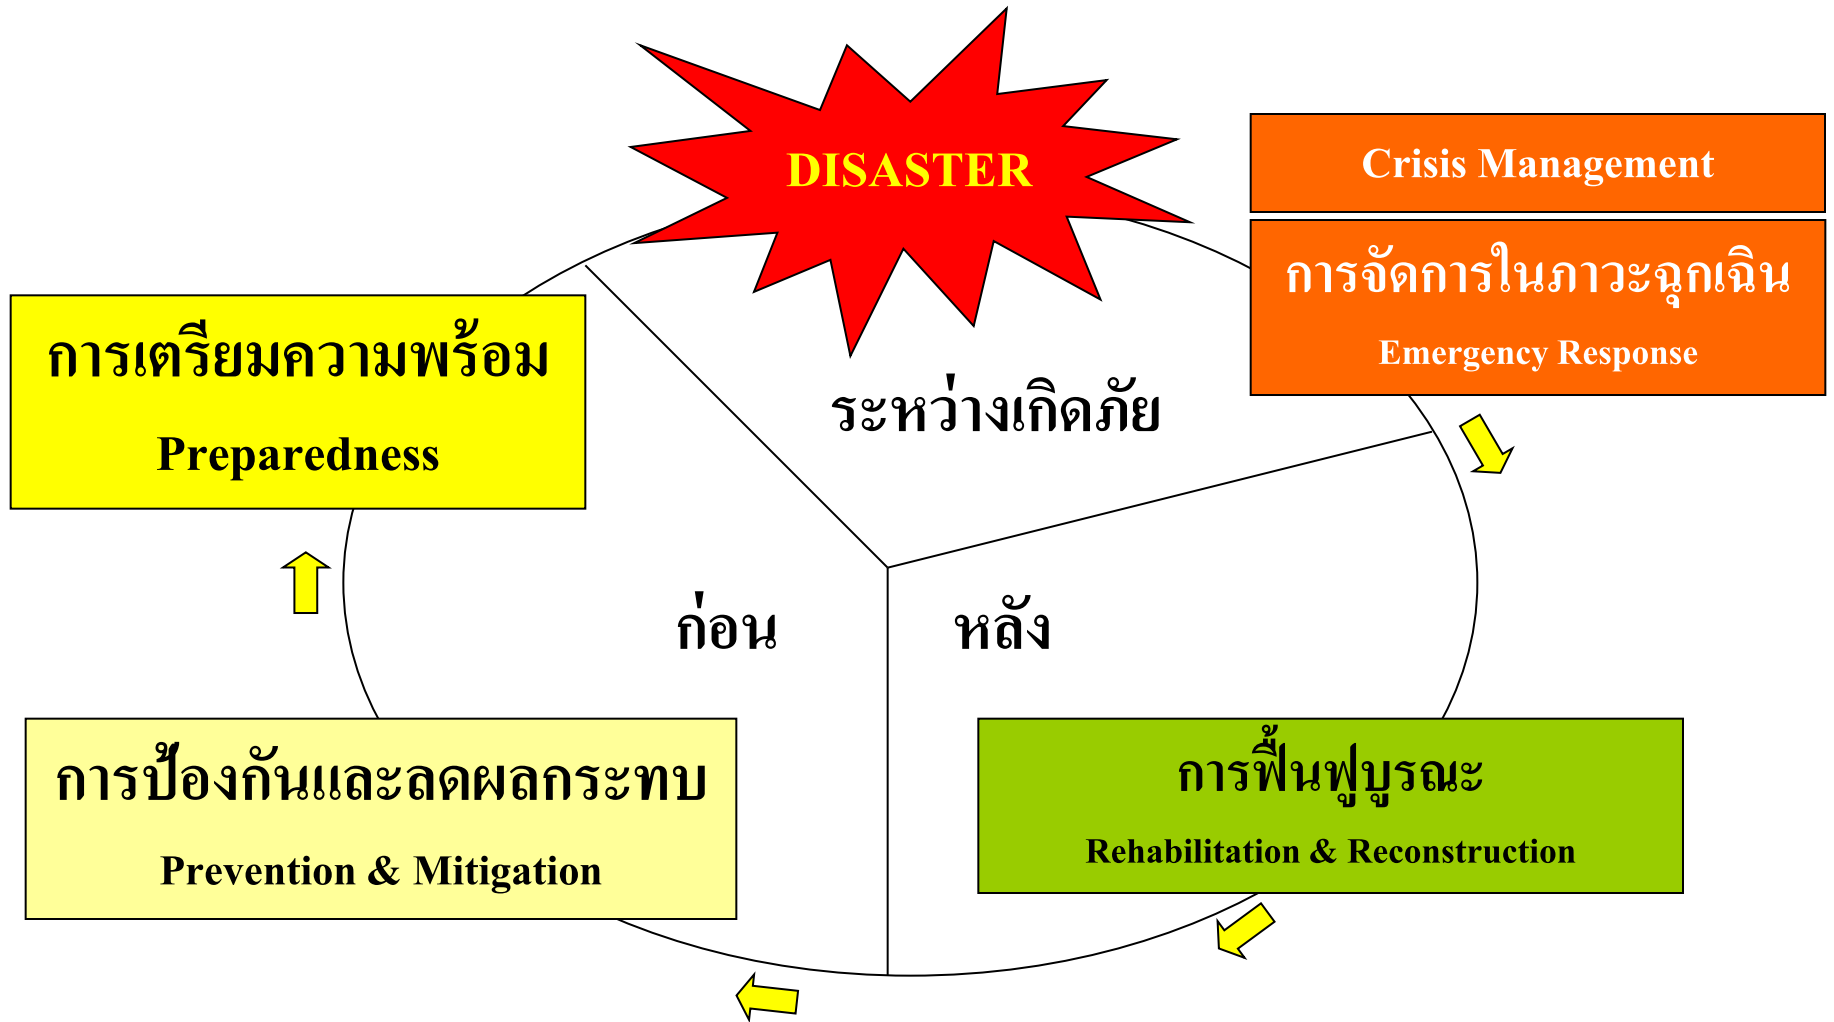 DISASTER
Crisis Management
การจัดการในภาวะฉุกเฉิน
Emergency Response
การเตรียมความพร้อม
Preparedness
ระหว่างเกิดภัย
ก่อน
หลัง
การป้องกันและลดผลกระทบ
Prevention & Mitigation
การฟื้นฟูบูรณะ
Rehabilitation & Reconstruction